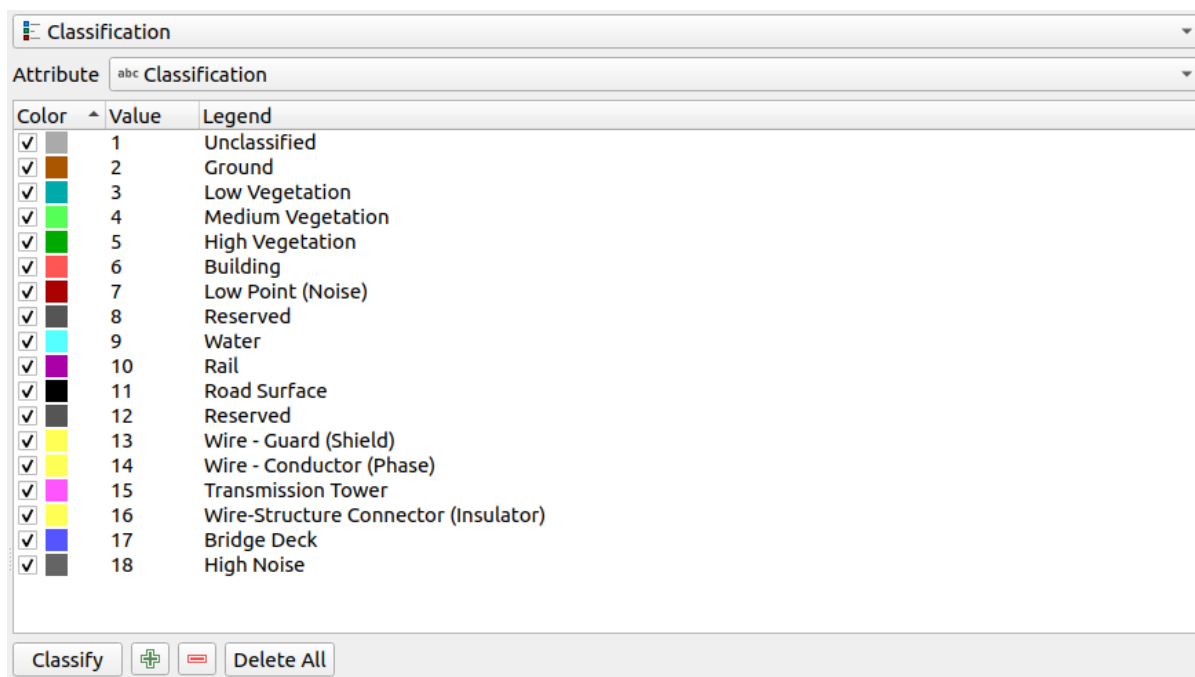 Classification
Attribute abc Classification
Color Value Legend
1 Unclassified
2 Ground
3 Low Vegetation
4 Medium Vegetation
5 High Vegetation
6 Building
7 Low Point (Noise)
8 Reserved
9 Water
10 Rail
11 Road Surface
12 Reserved
13 Wire - Guard (Shield)
14 Wire - Conductor (Phase)
15 Transmission Tower
16 Wire-Structure Connector (Insulator)
17 Bridge Deck
18 High Noise
Classify Delete All